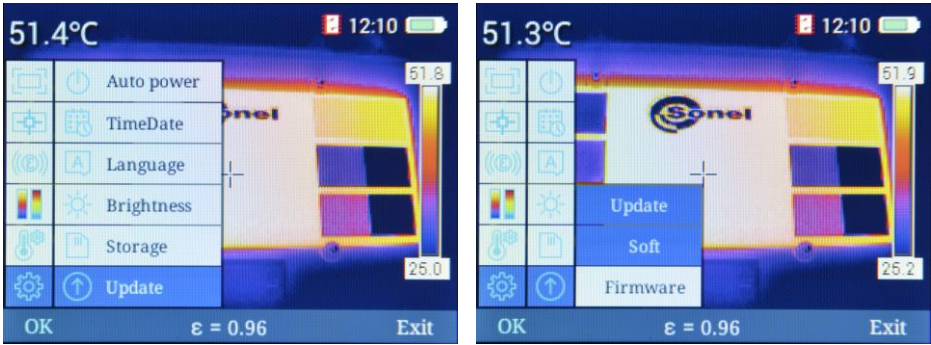 51.4°C
12:10
51.8
Auto power
TimeDate
Sonel
Language
Brightness
Storage
25.0
Update
OK
ε = 0.96
Exit
51.3°C
12:10
51.9
Sonel
Update
Soft
25.2
Firmware
OK
ε = 0.96
Exit